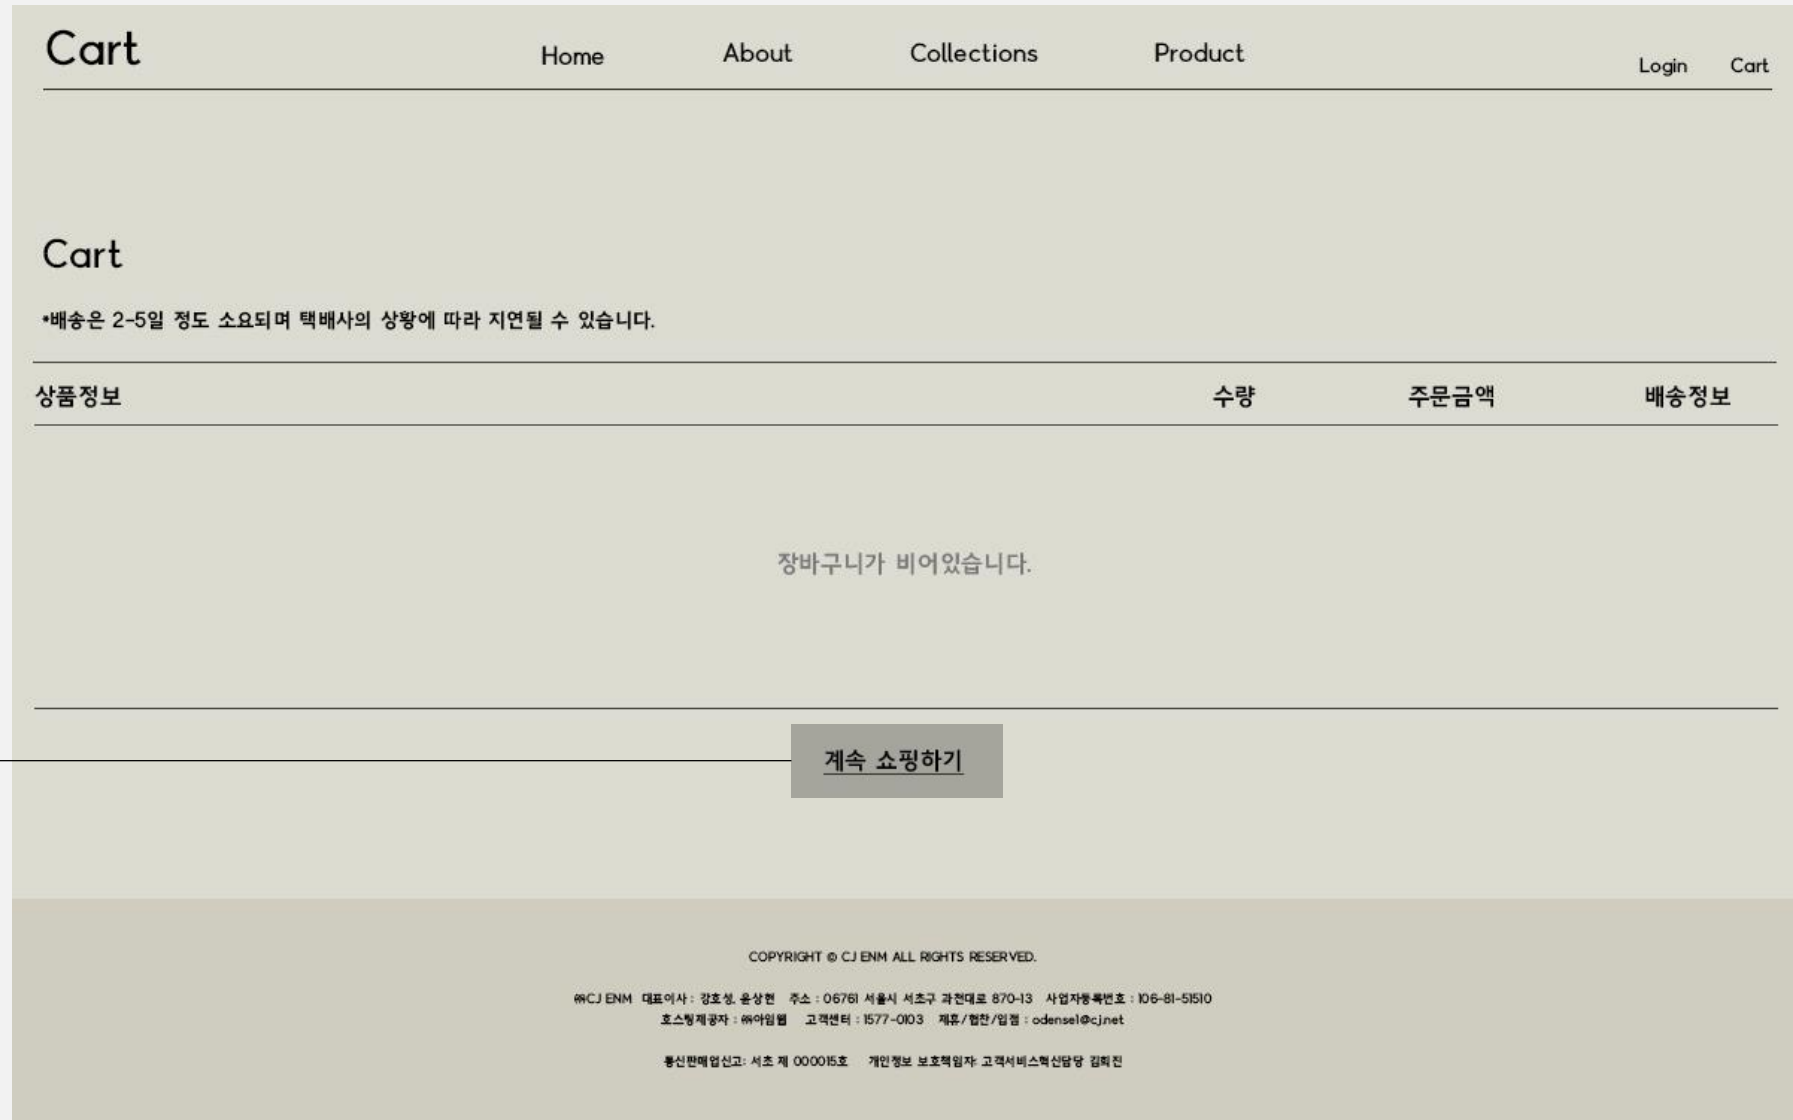 Cart Home About Collections Product Login Cart
Cart
*배송은 2-5일 정도 소요되며 택배사의 상황에 따라 지연될 수 있습니다.
상품정보 수량 주문금액 배송정보
장바구니가 비어있습니다.
계속 쇼핑하기
COPYRIGHT © CJ ENM ALL RIGHTS RESERVED.
㈜CJ ENM 대표이사 : 강호성, 윤상현 주소 : 06761 서울시 서초구 과천대로 870-13 사업자등록번호 : 106-81-51510
호스팅제공자 : ㈜아임웹 고객센터 : 1577-0103 제휴/협찬/입점 : odense1@cj.net
통신판매업신고: 서초 제 000015호 개인정보 보호책임자: 고객서비스혁신담당 김희진